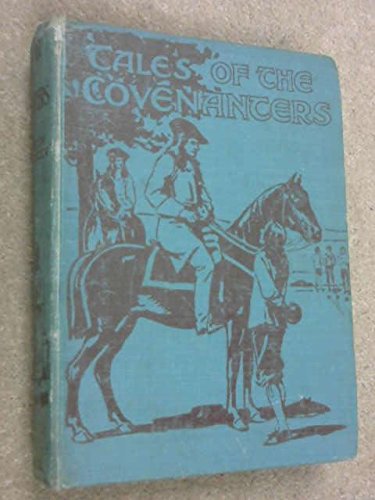 TALES OF THE
COVENANTERS